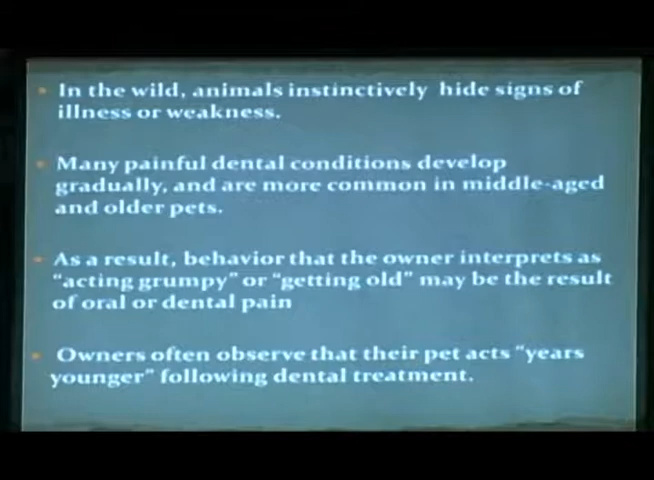 In the wild, animals instinctively hide signs of
illness or weakness.
Many painful dental conditions develop
gradually, and are more common in middle-aged
and older pets.
As a result, behavior that the owner interprets as
"acting grumpy" or "getting old" may be the result
of oral or dental pain
Owners often observe that their pet acts "years
younger" following dental treatment.